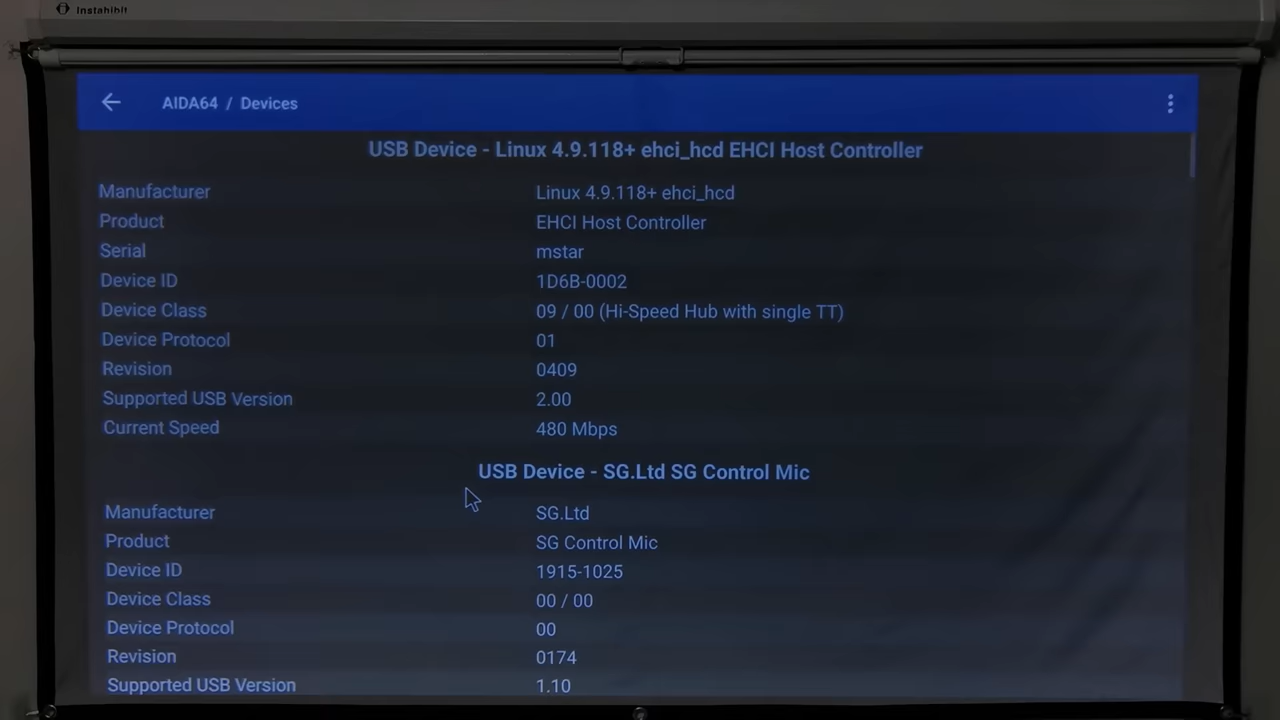 Instahibit
AIDA64 / Devices
USB Device - Linux 4.9.118+ ehci_hcd EHCI Host Controller
Manufacturer Linux 4.9.118+ ehci_hcd
Product EHCI Host Controller
Serial mstar
Device ID 1D6B-0002
Device Class 09 / 00 (Hi-Speed Hub with single TT)
Device Protocol 01
Revision 0409
Supported USB Version 2.00
Current Speed 480 Mbps
USB Device - SG.Ltd SG Control Mic
Manufacturer SG.Ltd
Product SG Control Mic
Device ID 1915-1025
Device Class 00 / 00
Device Protocol 00
Revision 0174
Supported USB Version 1.10